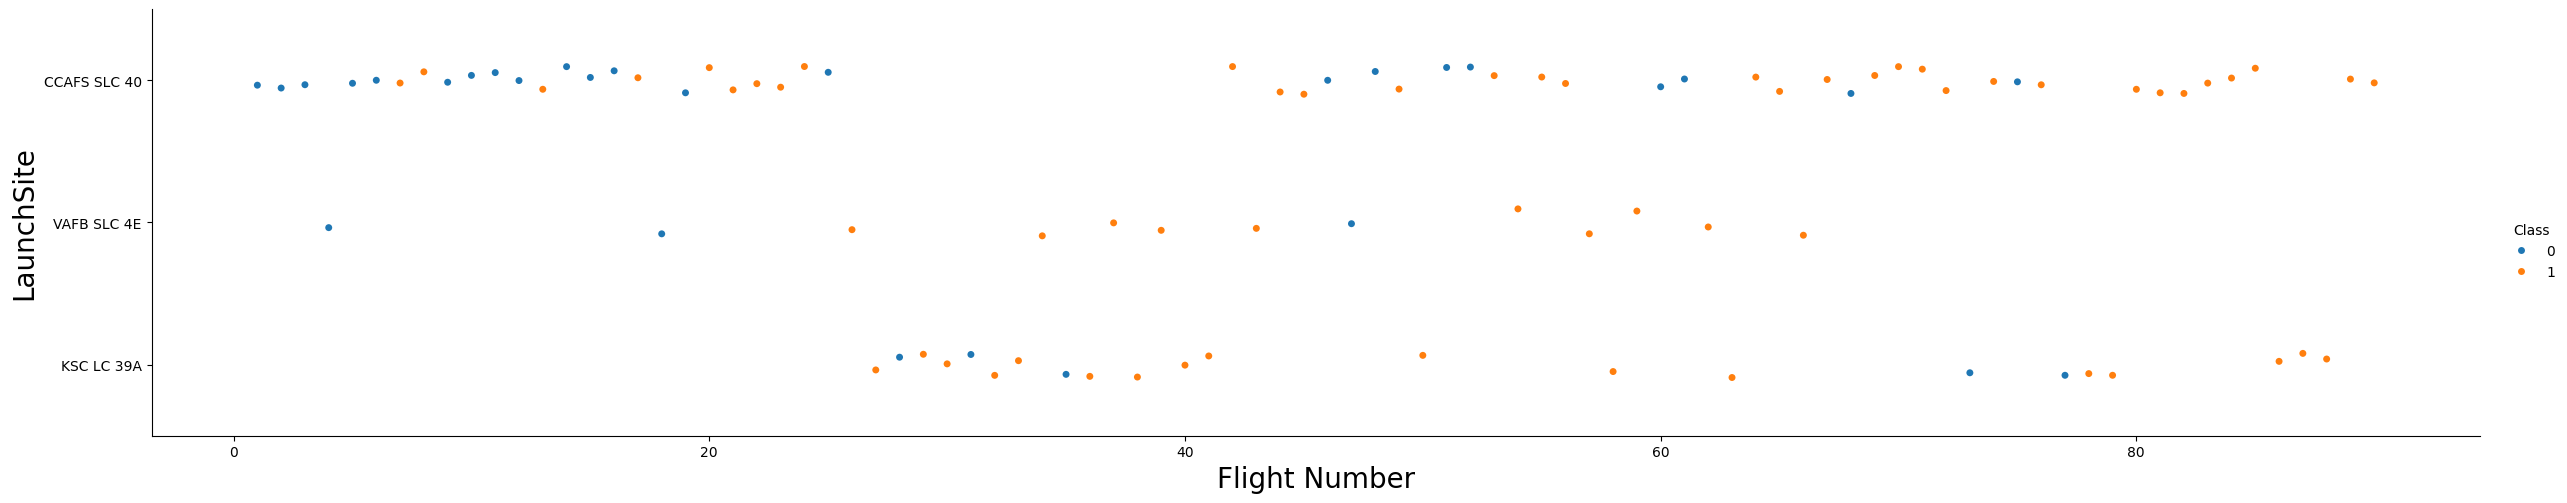 LaunchSite
CCAFS SLC 40
VAFB SLC 4E
KSC LC 39A
0
20
40
60
80
Flight Number
Class
0
1